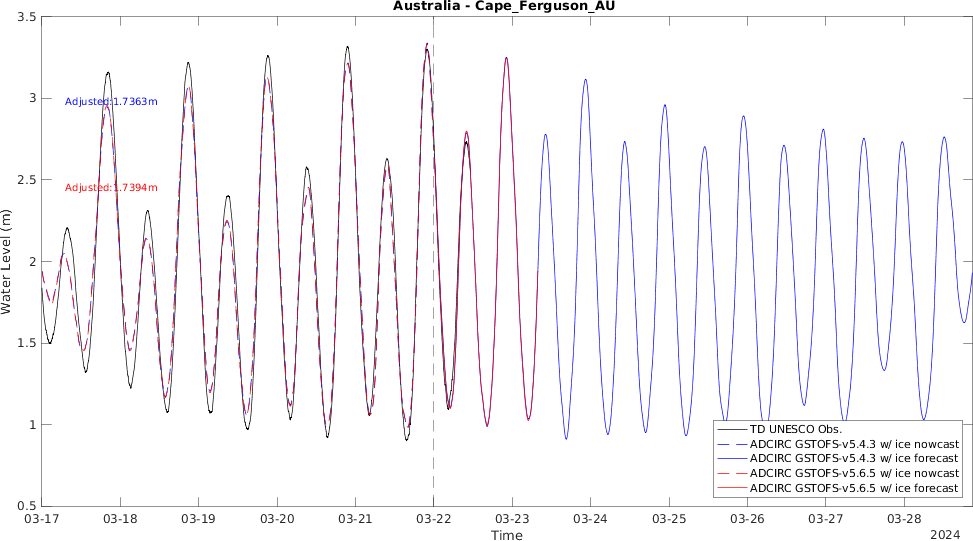 Australia - Cape_Ferguson_AU
3.5
3
2.5
2
1.5
1
0.5
Water Level (m)
Adjusted:1.7363m
Adjusted:1.7394m
TD UNESCO Obs.
ADCIRC GSTOFS-v5.4.3 w/ ice nowcast
ADCIRC GSTOFS-v5.4.3 w/ ice forecast
ADCIRC GSTOFS-v5.6.5 w/ ice nowcast
ADCIRC GSTOFS-v5.6.5 w/ ice forecast
03-17 03-18 03-19 03-20 03-21 03-22 03-23 03-24 03-25 03-26 03-27 03-28
Time
2024